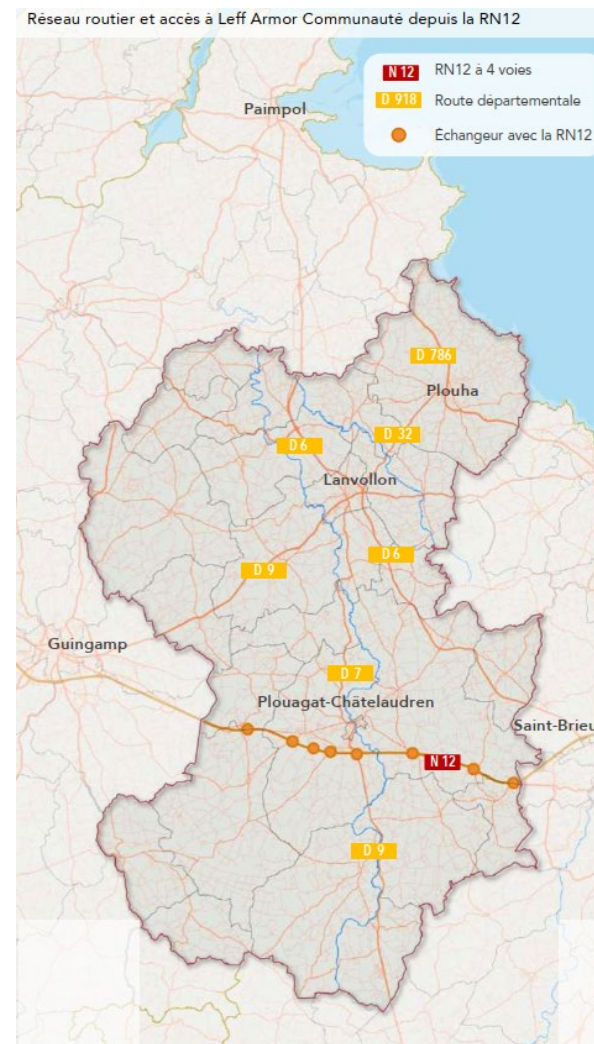 Réseau routier et accès à Leff Armor Communauté depuis la RN12
N 12 RN12 à 4 voies
D 918 Route départementale
Échangeur avec la RN12
Paimpol
D 786
Plouha
D 32
D 6
Lanvollon
D 6
D 9
Guingamp
D 7
Plouagat-Châtelaudren
Saint-Brieu
N 12
D 9